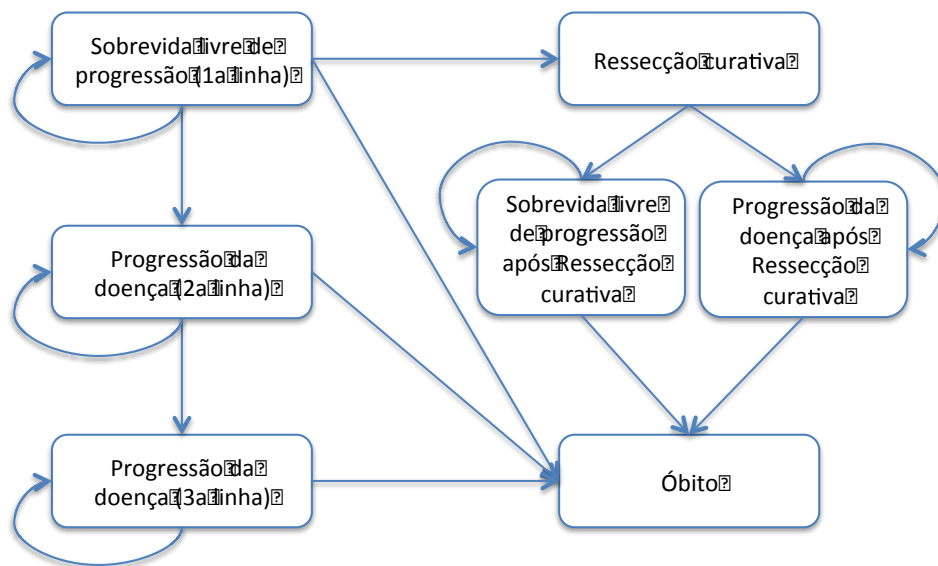 Sobrevida livre de
progressão (1a linha)
Ressecção curativa
Sobrevida livre
de progressão
após Ressecção
curativa
Progressão da
doença após
Ressecção
curativa
Progressão da
doença (2a linha)
Progressão da
doença (3a linha)
Óbito